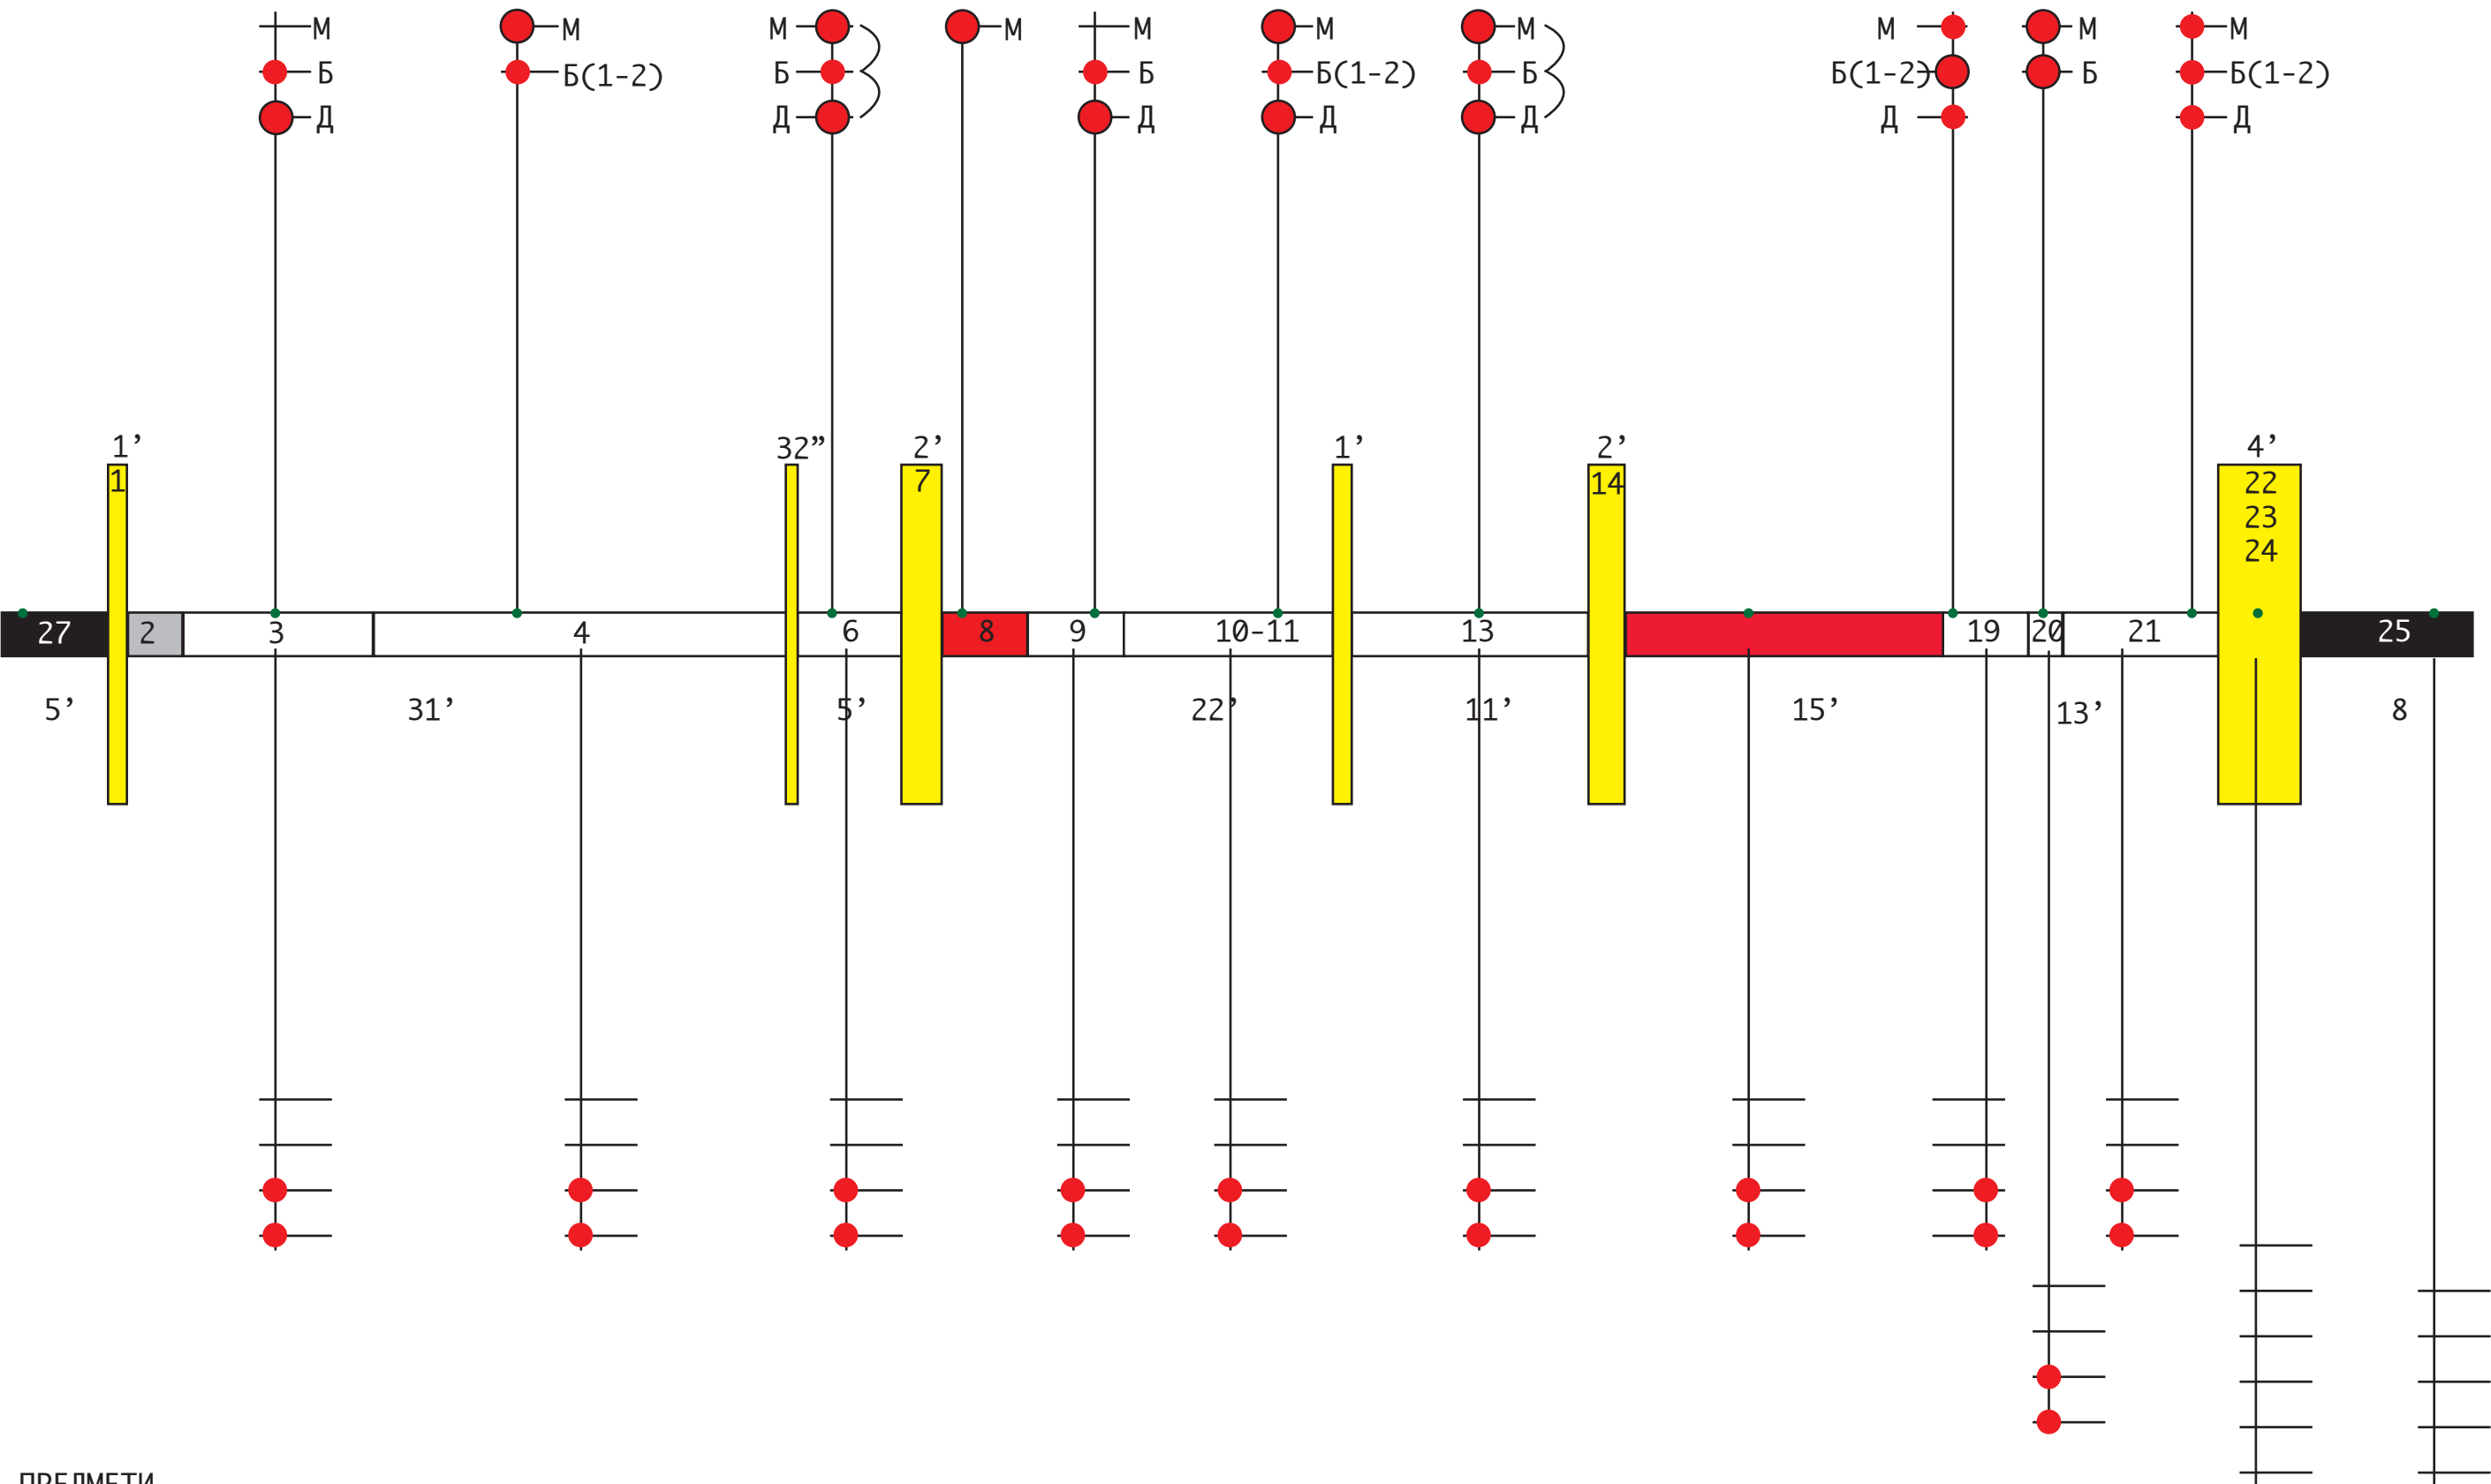 М М М М М М М М М М
Б Б(1-2) Б Б Б(1-2) Б Б(1-2) Б Б(1-2)
Д Д Д Д Д Д Д
1’ 32” 2’ 1’ 2’ 4’
1 7 14 22
23
24
27 2 3 4 6 8 9 10-11 13 19 20 21 25
5’ 31’ 5’ 22’ 11’ 15’ 13’ 8
ПРЕДМЕТИ